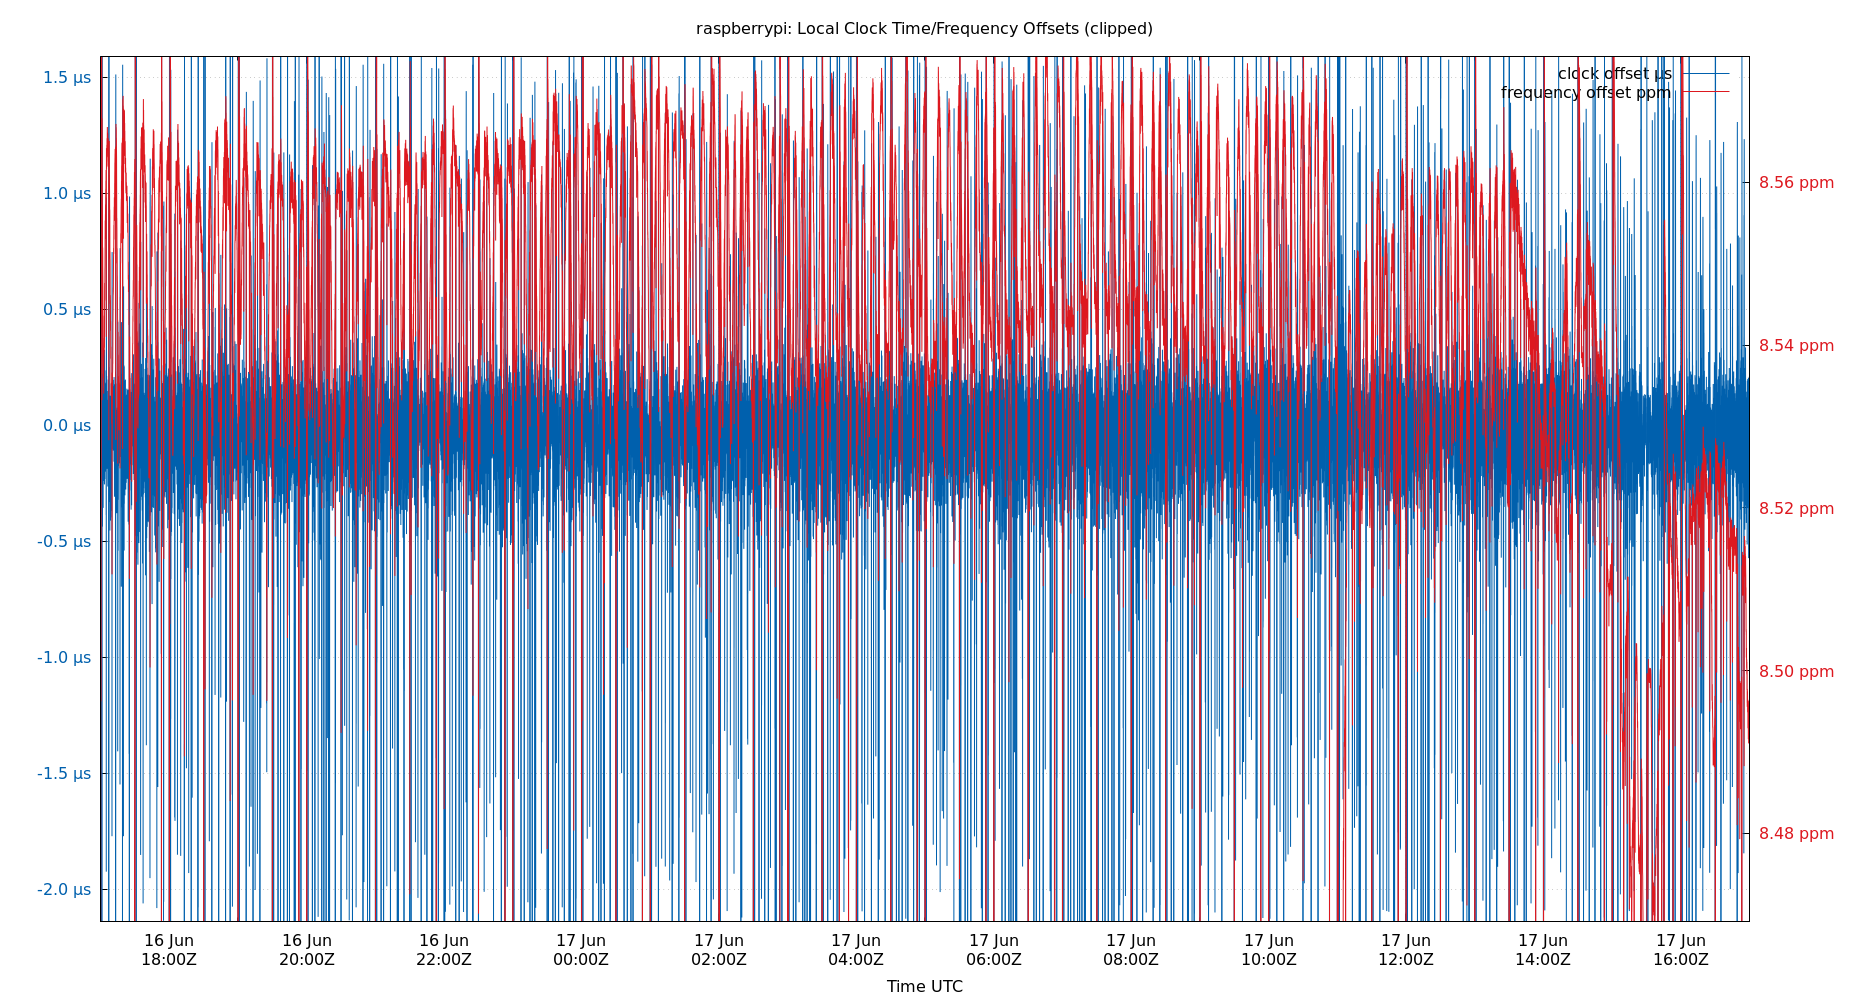 raspberrypi: Local Clock Time/Frequency Offsets (clipped)
clock offset µs
frequency offset ppm
1.5 µs
1.0 µs
0.5 µs
0.0 µs
-0.5 µs
-1.0 µs
-1.5 µs
-2.0 µs
8.56 ppm
8.54 ppm
8.52 ppm
8.50 ppm
8.48 ppm
16 Jun 16 Jun 16 Jun 17 Jun 17 Jun 17 Jun 17 Jun 17 Jun 17 Jun 17 Jun 17 Jun 17 Jun
18:00Z 20:00Z 22:00Z 00:00Z 02:00Z 04:00Z 06:00Z 08:00Z 10:00Z 12:00Z 14:00Z 16:00Z
Time UTC